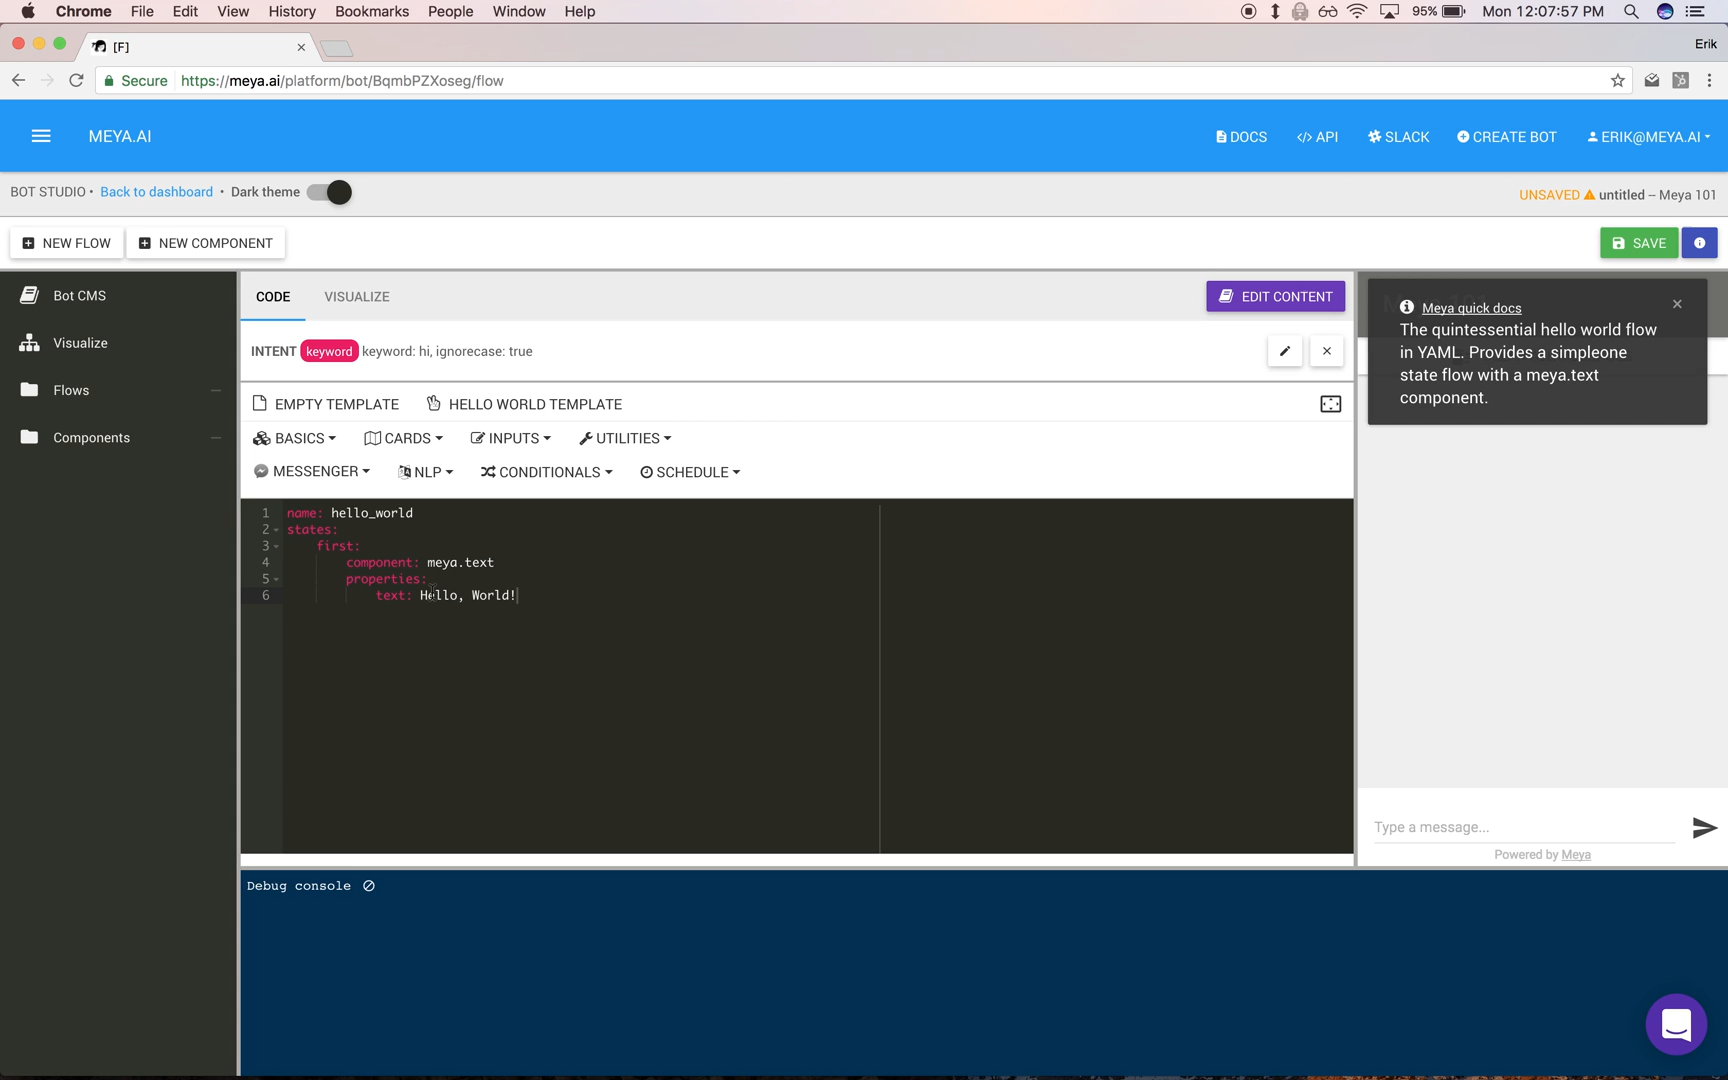 Chrome File Edit View History Bookmarks People Window Help 95% Mon 12:07:57 PM
[F] Erik
Secure https://meya.ai/platform/bot/BqmbPZXoseg/flow
MEYA.AI DOCS </> API SLACK CREATE BOT ERIK@MEYA.AI
BOT STUDIO • Back to dashboard • Dark theme UNSAVED untitled – Meya 101
NEW FLOW NEW COMPONENT SAVE
Bot CMS
Visualize
Flows
Components
CODE VISUALIZE EDIT CONTENT
INTENT keyword keyword: hi, ignorecase: true
EMPTY TEMPLATE HELLO WORLD TEMPLATE
BASICS CARDS INPUTS UTILITIES
MESSENGER NLP CONDITIONALS SCHEDULE
1 name: hello_world
2 states:
3 first:
4 component: meya.text
5 properties:
6 text: Hello, World!
Meya quick docs
The quintessential hello world flow
in YAML. Provides a simpleone
state flow with a meya.text
component.
Type a message...
Powered by Meya
Debug console